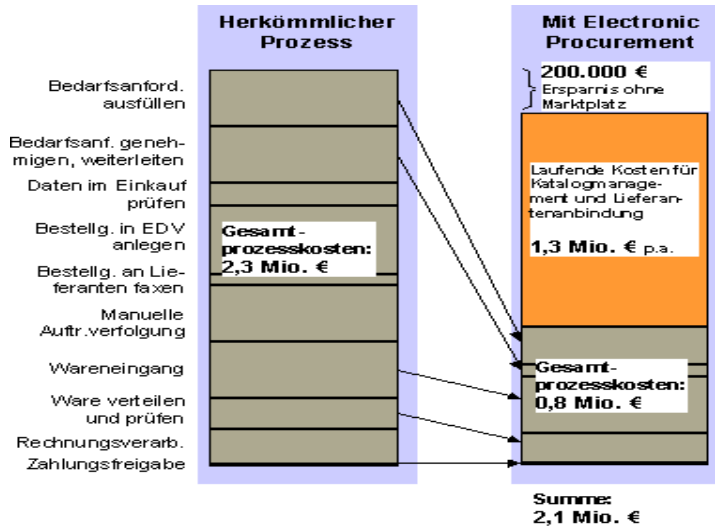 Herkömmlicher
Prozess
Mit Electronic
Procurement
Bedarfsanford.
ausfüllen
Bedarfsanf. geneh-
migen, weiterleiten
Daten im Einkauf
prüfen
Bestellg. in EDV
anlegen
Bestellg. an Lie-
feranten faxen
Manuelle
Auftr.verfolgung
Wareneingang
Ware verteilen
und prüfen
Rechnungsverarb.
Zahlungsfreigabe
Gesamt-
prozesskosten:
2,3 Mio. €
200.000 €
Ersparnis ohne
Marktplatz
Laufende Kosten für
Katalogmanage-
ment und Lieferan-
tenanbindung
1,3 Mio. € p.a.
Gesamt-
prozesskosten:
0,8 Mio. €
Summe:
2,1 Mio. €